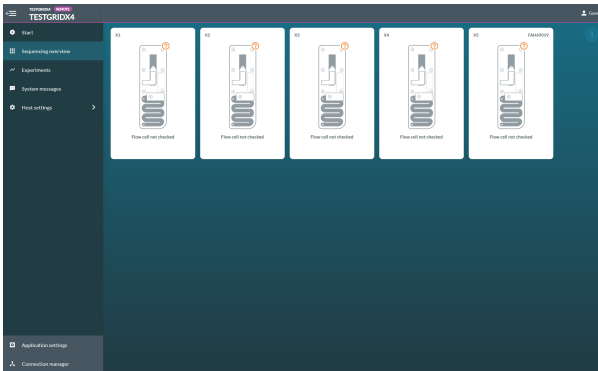 TESTGRIDX4 REMOTE
TESTGRIDX4
Guest
Start
Sequencing overview
Experiments
System messages
Host settings
Application settings
Connection manager
X1
Flow cell not checked
X2
Flow cell not checked
X3
Flow cell not checked
X4
Flow cell not checked
X5 FAH69019
Flow cell not checked